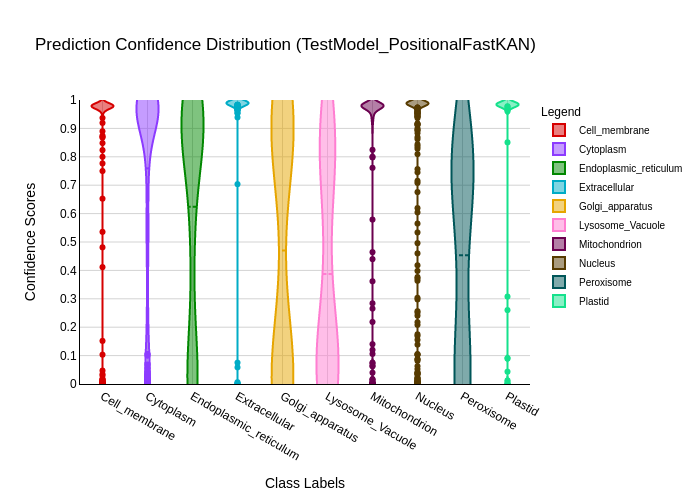 Prediction Confidence Distribution (TestModel_PositionalFastKAN)
Legend
Cell_membrane
Cytoplasm
Endoplasmic_reticulum
Extracellular
Golgi_apparatus
Lysosome_Vacuole
Mitochondrion
Nucleus
Peroxisome
Plastid
Confidence Scores
1
0.9
0.8
0.7
0.6
0.5
0.4
0.3
0.2
0.1
0
Cell_membrane
Cytoplasm
Endoplasmic_reticulum
Extracellular
Golgi_apparatus
Lysosome_Vacuole
Mitochondrion
Nucleus
Peroxisome
Plastid
Class Labels